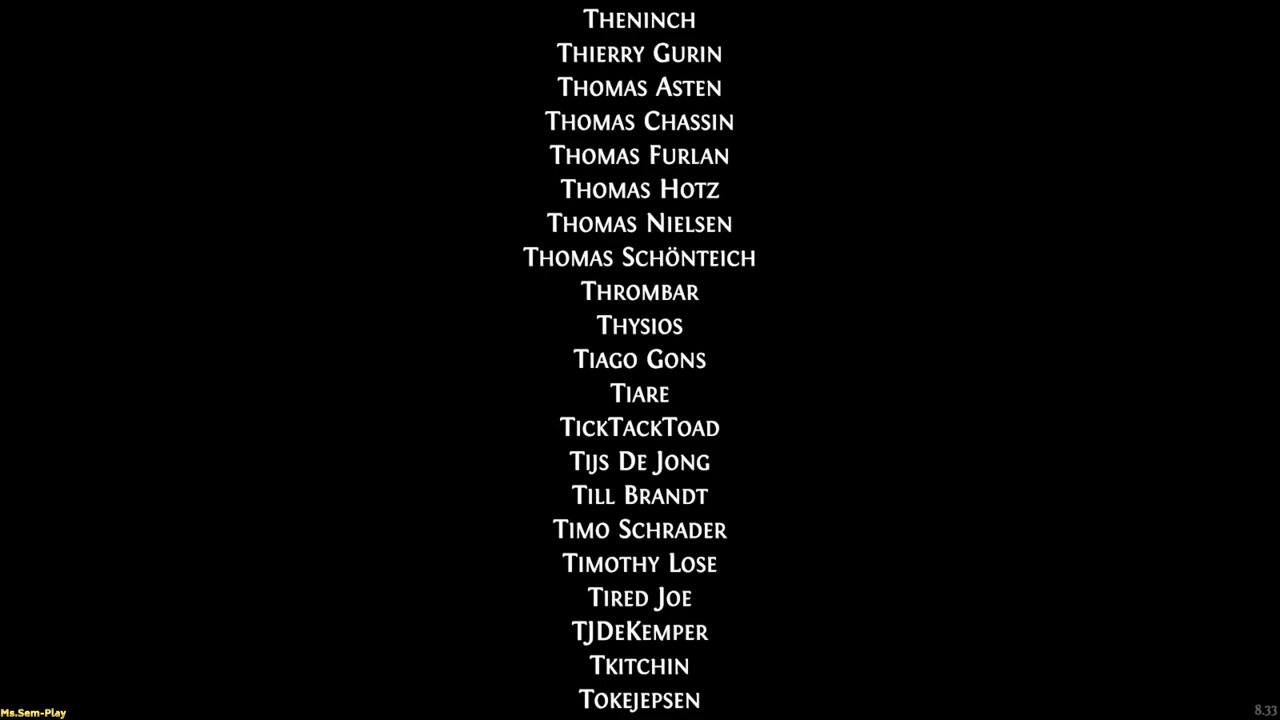 Theninch
Thierry Gurin
Thomas Asten
Thomas Chassin
Thomas Furlan
Thomas Hotz
Thomas Nielsen
Thomas Schönteich
Thrombar
Thysios
Tiago Gons
Tiare
TickTackToad
Tijs De Jong
Till Brandt
Timo Schrader
Timothy Lose
Tired Joe
TJDeKemper
Tkitchin
Tokejepsen
Ms.Sem-Play
8.33